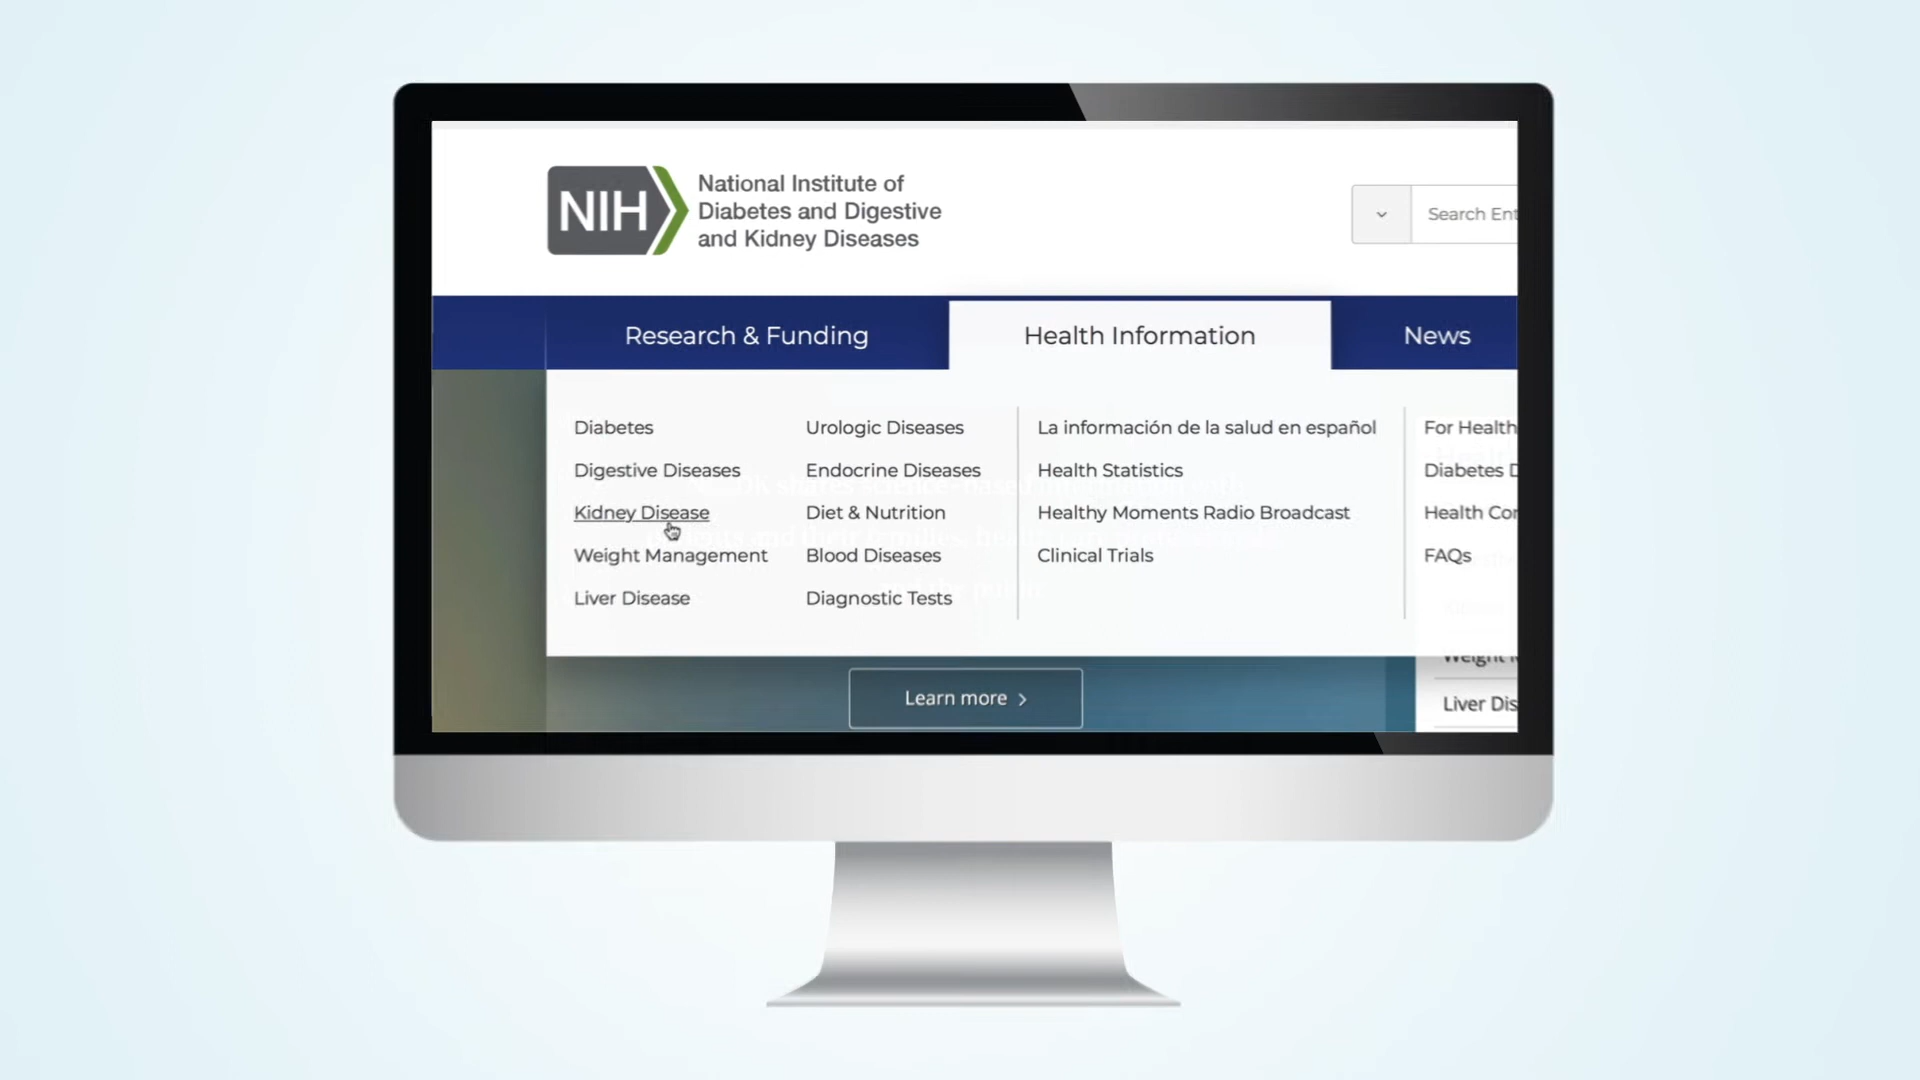 NIH
National Institute of
Diabetes and Digestive
and Kidney Diseases
Search Ent
Research & Funding
Health Information
News
Diabetes
Digestive Diseases
Kidney Disease
Weight Management
Liver Disease
Urologic Diseases
Endocrine Diseases
Diet & Nutrition
Blood Diseases
Diagnostic Tests
La información de la salud en español
Health Statistics
Healthy Moments Radio Broadcast
Clinical Trials
For Health
Diabetes D
Health Cor
FAQs
Learn more
Weight
Liver Dis